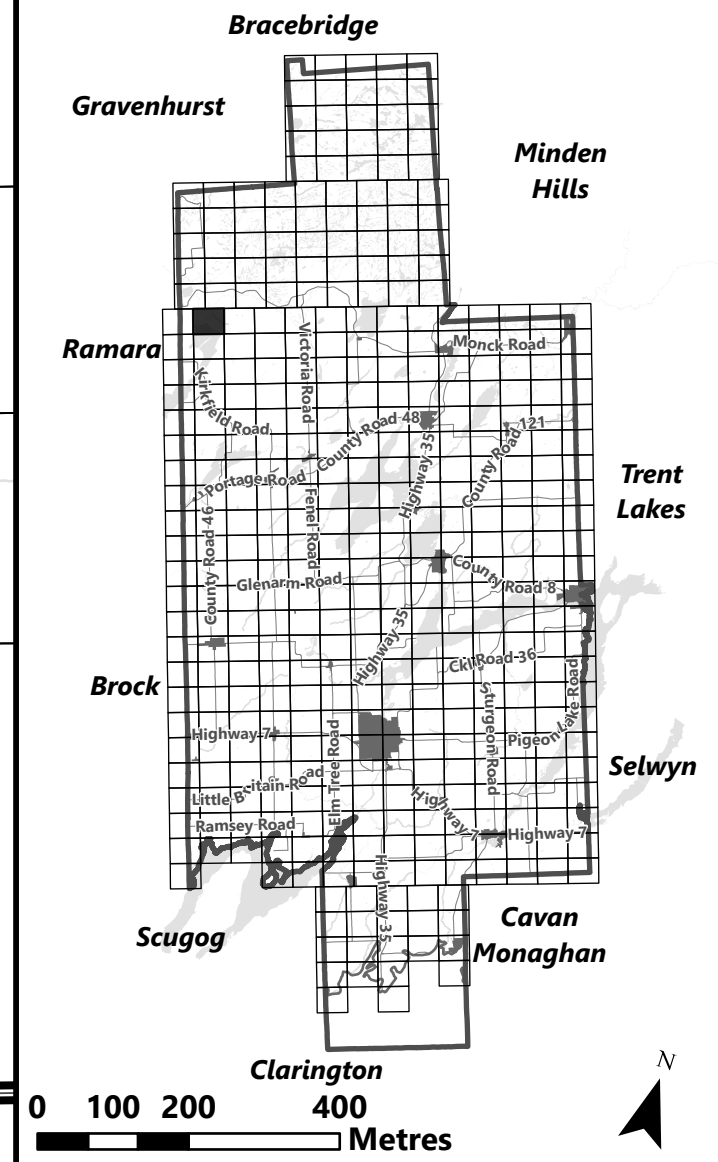 Bracebridge
Gravenhurst
Minden
Hills
Ramara
Victoria Road
Monck Road
Kirkfield Road
County Road 48
County Road 121
Highway 35
Portage Road
Trent
Lakes
Fenel Road
County Road 46
Glenarm Road
County Road 8
Highway 35
Ckl Road 36
Brock
Sturgeon Road
Pigeon Lake Road
Highway 7
Elm Tree Road
Selwyn
Little Britain Road
Highway 7
Ramsey Road
Highway 7
Highway 35
Scugog
Cavan
Monaghan
Clarington
N
0 100 200 400
Metres